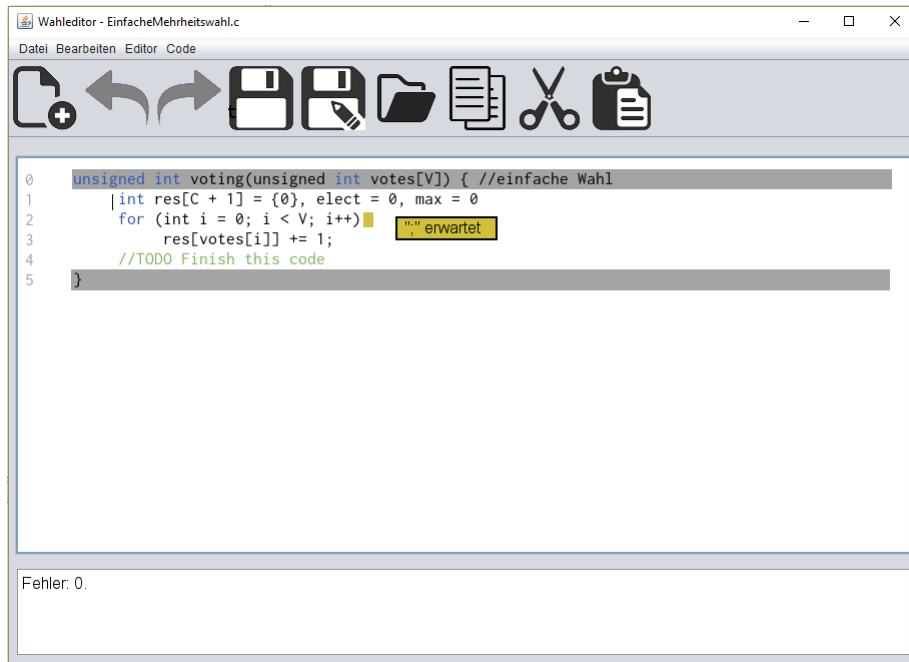 Wahleditor - EinfacheMehrheitswahl.c
Datei Bearbeiten Editor Code
0 unsigned int voting(unsigned int votes[V]) { //einfache Wahl
1 int res[C + 1] = {0}, elect = 0, max = 0
2 for (int i = 0; i < V; i++)
";" erwartet
3 res[votes[i]] += 1;
4 //TODO Finish this code
5 }
Fehler: 0.